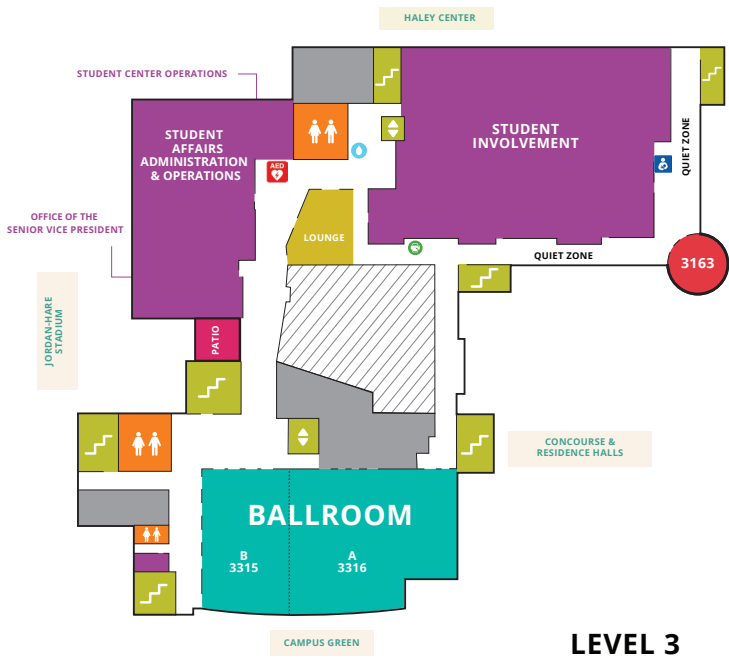 HALEY CENTER
STUDENT CENTER OPERATIONS
STUDENT
AFFAIRS
ADMINISTRATION
& OPERATIONS
STUDENT
INVOLVEMENT
QUIET ZONE
AED
OFFICE OF THE
SENIOR VICE PRESIDENT
LOUNGE
QUIET ZONE
3163
JORDAN-HARE
STADIUM
PATIO
CONCOURSE &
RESIDENCE HALLS
BALLROOM
B
3315
A
3316
CAMPUS GREEN
LEVEL 3